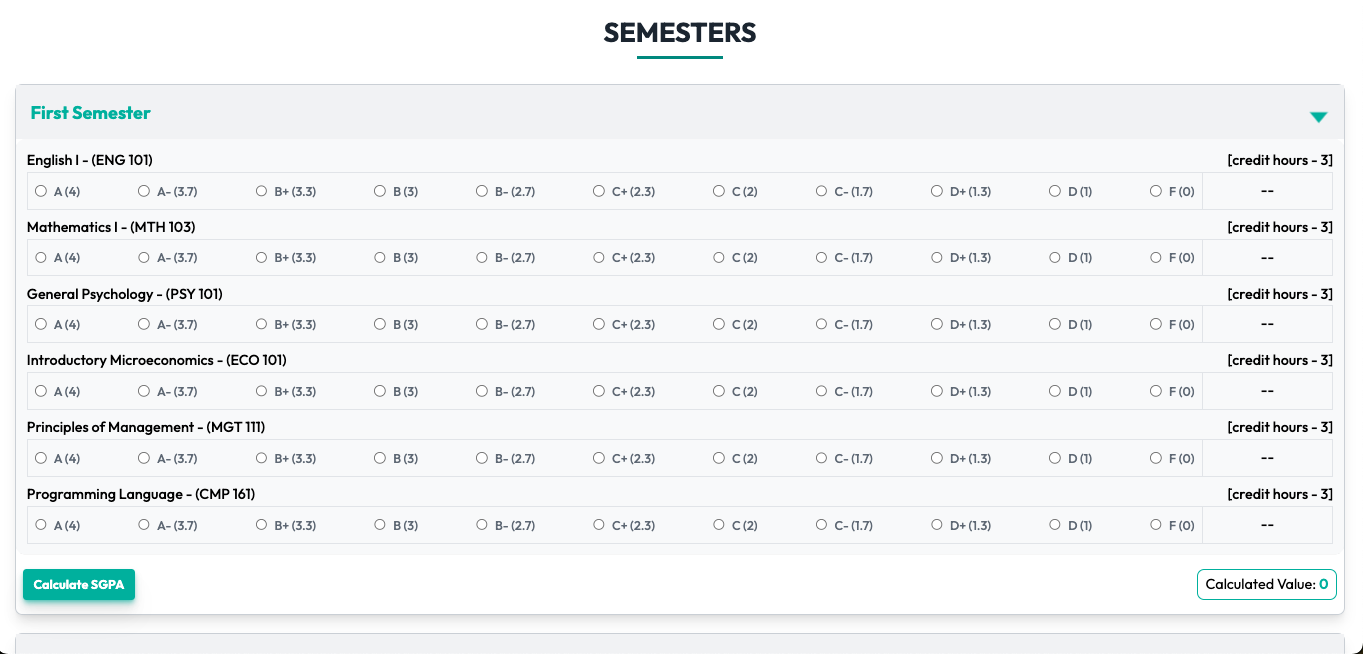 SEMESTERS
First Semester
English I - (ENG 101) [credit hours - 3]
A (4) A- (3.7) B+ (3.3) B (3) B- (2.7) C+ (2.3) C (2) C- (1.7) D+ (1.3) D (1) F (0) --
Mathematics I - (MTH 103) [credit hours - 3]
A (4) A- (3.7) B+ (3.3) B (3) B- (2.7) C+ (2.3) C (2) C- (1.7) D+ (1.3) D (1) F (0) --
General Psychology - (PSY 101) [credit hours - 3]
A (4) A- (3.7) B+ (3.3) B (3) B- (2.7) C+ (2.3) C (2) C- (1.7) D+ (1.3) D (1) F (0) --
Introductory Microeconomics - (ECO 101) [credit hours - 3]
A (4) A- (3.7) B+ (3.3) B (3) B- (2.7) C+ (2.3) C (2) C- (1.7) D+ (1.3) D (1) F (0) --
Principles of Management - (MGT 111) [credit hours - 3]
A (4) A- (3.7) B+ (3.3) B (3) B- (2.7) C+ (2.3) C (2) C- (1.7) D+ (1.3) D (1) F (0) --
Programming Language - (CMP 161) [credit hours - 3]
A (4) A- (3.7) B+ (3.3) B (3) B- (2.7) C+ (2.3) C (2) C- (1.7) D+ (1.3) D (1) F (0) --
Calculate SGPA Calculated Value: 0